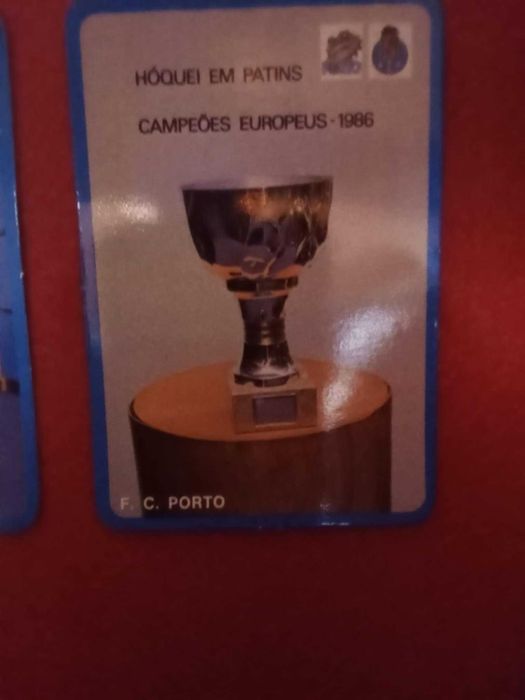 HÓQUEI EM PATINS
CAMPEÕES EUROPEUS · 1986
F. C. PORTO